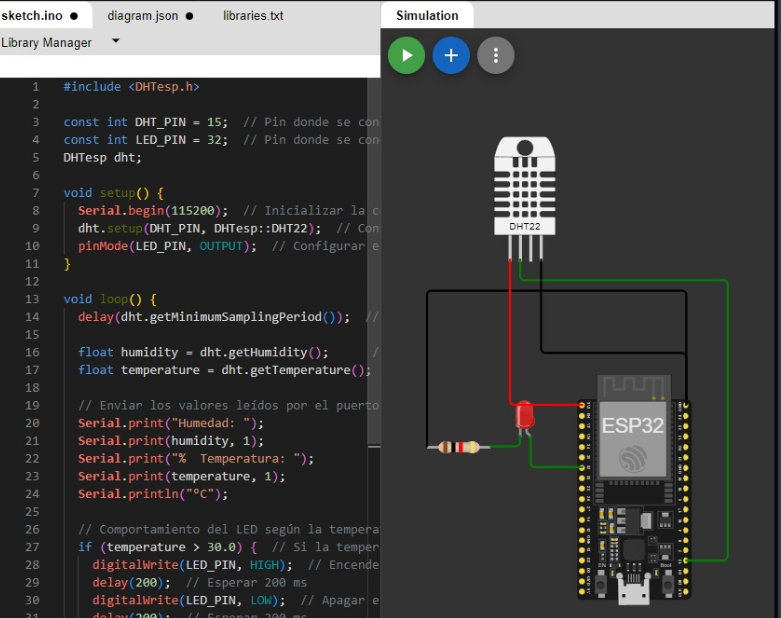 sketch.ino ● diagram.json ● libraries.txt
Library Manager
Simulation
1 #include <DHTesp.h>
2
3 const int DHT_PIN = 15; // Pin donde se con
4 const int LED_PIN = 32; // Pin donde se con
5 DHTesp dht;
6
7 void setup() {
8 Serial.begin(115200); // Inicializar la c
9 dht.setup(DHT_PIN, DHTesp::DHT22); // Con
10 pinMode(LED_PIN, OUTPUT); // Configurar e
11 }
12
13 void loop() {
14 delay(dht.getMinimumSamplingPeriod()); //
15
16 float humidity = dht.getHumidity(); /
17 float temperature = dht.getTemperature();
18
19 // Enviar los valores leídos por el puerto
20 Serial.print("Humedad: ");
21 Serial.print(humidity, 1);
22 Serial.print("% Temperatura: ");
23 Serial.print(temperature, 1);
24 Serial.println("°C");
25
26 // Comportamiento del LED según la tempera
27 if (temperature > 30.0) { // Si la temper
28 digitalWrite(LED_PIN, HIGH); // Encende
29 delay(200); // Esperar 200 ms
30 digitalWrite(LED_PIN, LOW); // Apagar e
31 delay(200); // Esperar 200 ms
DHT22
ESP32